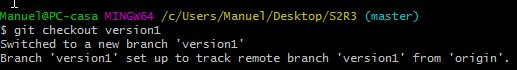 Manuel@PC-casa MINGW64 /c/Users/Manuel/Desktop/S2R3 (master)
$ git checkout version1
Switched to a new branch 'version1'
Branch 'version1' set up to track remote branch 'version1' from 'origin'.